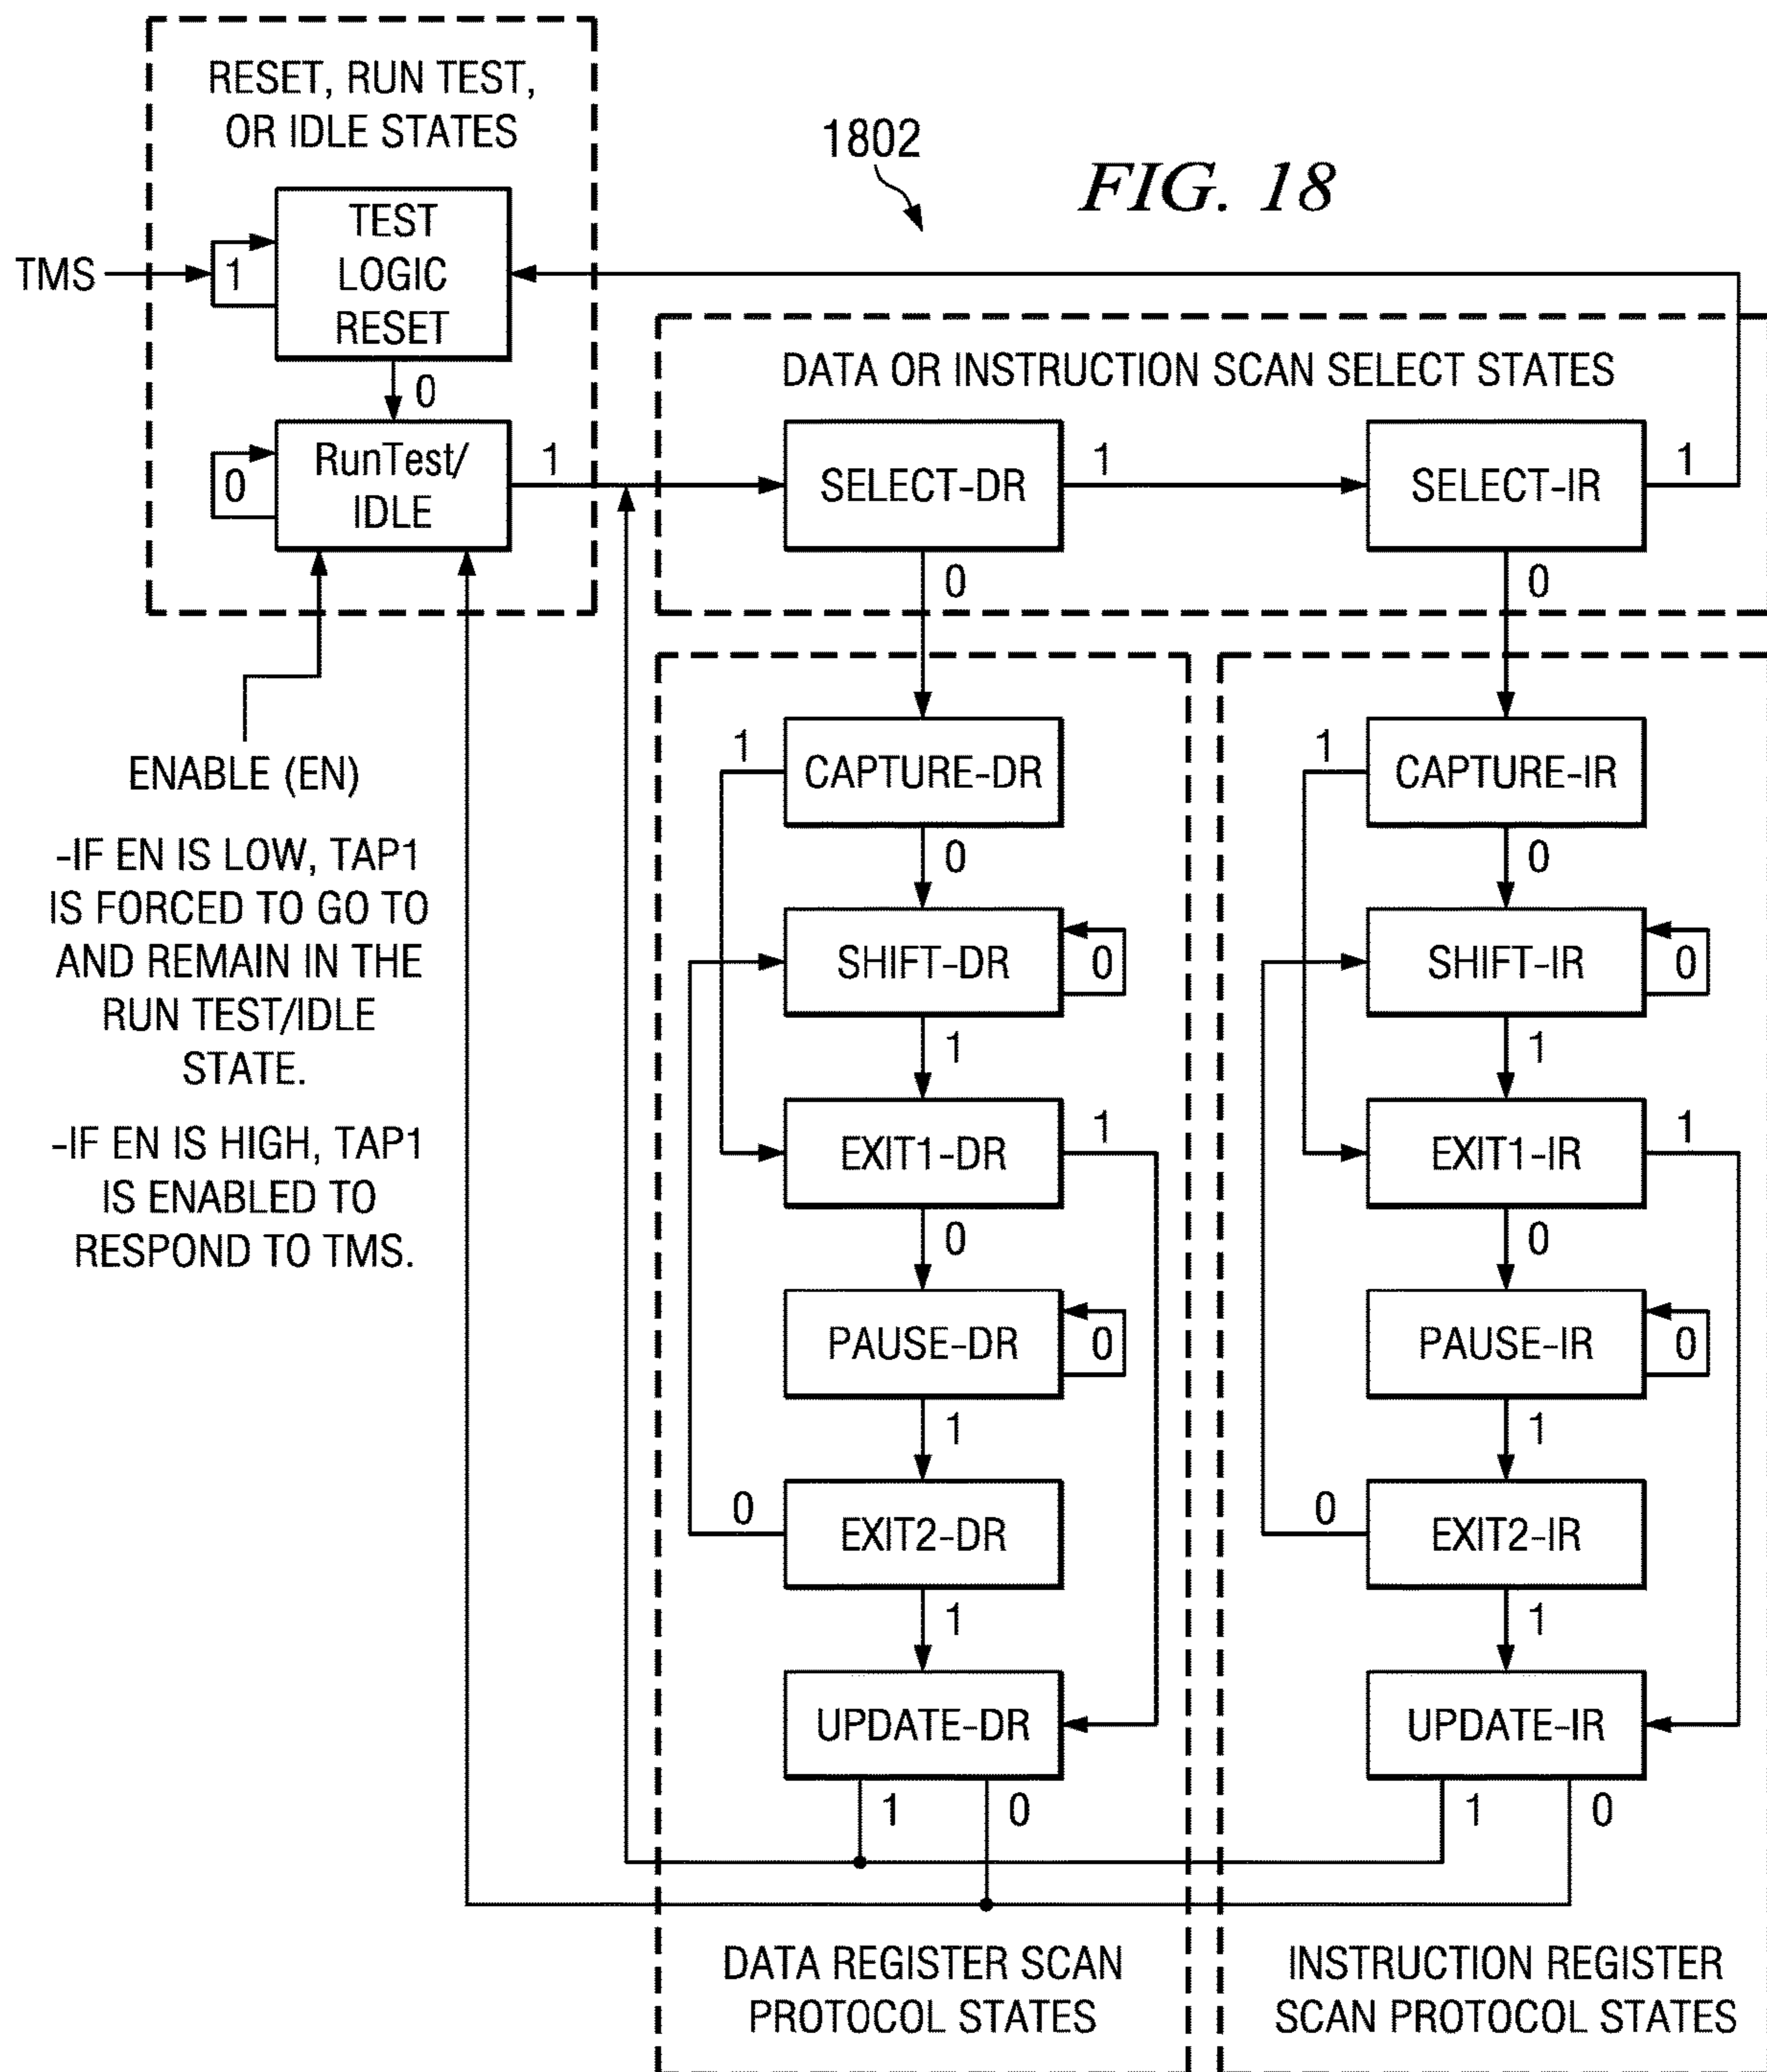 RESET, RUN TEST,
OR IDLE STATES
1802
FIG. 18
TMS
1
TEST
LOGIC
RESET
0
DATA OR INSTRUCTION SCAN SELECT STATES
0
RunTest/
IDLE
1
SELECT-DR
1
SELECT-IR
1
0
0
ENABLE (EN)
-IF EN IS LOW, TAP1
IS FORCED TO GO TO
AND REMAIN IN THE
RUN TEST/IDLE
STATE.
-IF EN IS HIGH, TAP1
IS ENABLED TO
RESPOND TO TMS.
1
CAPTURE-DR
0
SHIFT-DR
0
1
EXIT1-DR
1
0
PAUSE-DR
0
1
0
EXIT2-DR
1
UPDATE-DR
1
0
DATA REGISTER SCAN
PROTOCOL STATES
1
CAPTURE-IR
0
SHIFT-IR
0
1
EXIT1-IR
1
0
PAUSE-IR
0
1
0
EXIT2-IR
1
UPDATE-IR
1
0
INSTRUCTION REGISTER
SCAN PROTOCOL STATES